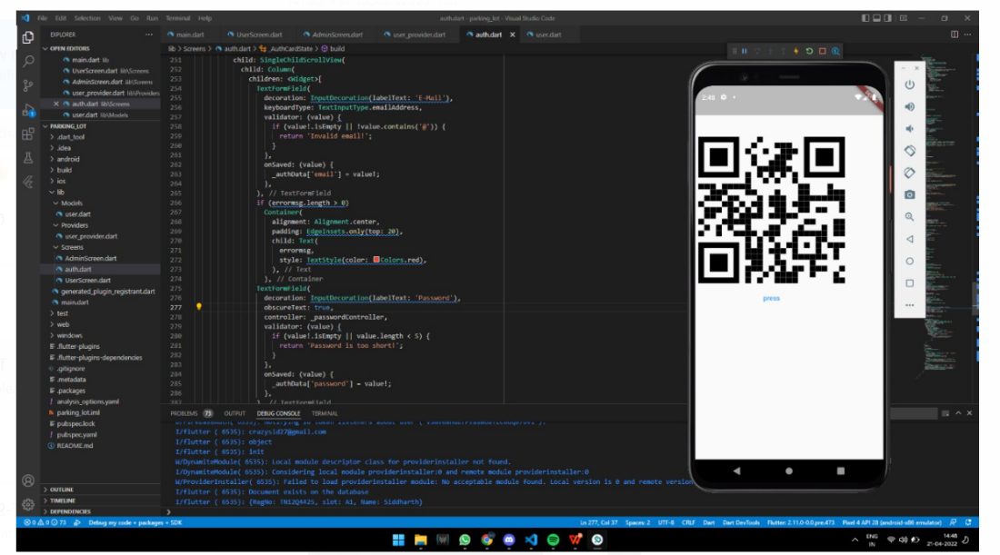 File Edit Selection View Go Run Terminal Help
auth.dart - parking_lot - Visual Studio Code
EXPLORER
main.dart
UserScreen.dart
AdminScreen.dart
user_provider.dart
auth.dart
user.dart
OPEN EDITORS
main.dart lib
UserScreen.dart lib\Screens
AdminScreen.dart lib\Screens
user_provider.dart lib\Providers
auth.dart lib\Screens
user.dart lib\Models
PARKING_LOT
.dart_tool
.idea
android
build
ios
lib
Models
user.dart
Providers
user_provider.dart
Screens
AdminScreen.dart
auth.dart
UserScreen.dart
generated_plugin_registrant.dart
main.dart
test
web
windows
.flutter-plugins
.flutter-plugins-dependencies
.gitignore
.metadata
.packages
analysis_options.yaml
parking_lot.iml
pubspec.lock
pubspec.yaml
README.md
OUTLINE
TIMELINE
DEPENDENCIES
lib > Screens > auth.dart > _AuthCardState > build
251 child: SingleChildScrollView(
252 child: Column(
253 children: <Widget>[
254 TextFormField(
255 decoration: InputDecoration(labelText: 'E-Mail'),
256 keyboardType: TextInputType.emailAddress,
257 validator: (value) {
258 if (value!.isEmpty || !value.contains('@')) {
259 return 'Invalid email!';
260 }
261 },
262 onSaved: (value) {
263 _authData['email'] = value!;
264 },
265 ), // TextFormField
266 if (errormsg.length > 0)
267 Container(
268 alignment: Alignment.center,
269 padding: EdgeInsets.only(top: 20),
270 child: Text(
271 errormsg,
272 style: TextStyle(color: Colors.red),
273 ), // Text
274 ), // Container
275 TextFormField(
276 decoration: InputDecoration(labelText: 'Password'),
277 obscureText: true,
278 controller: _passwordController,
279 validator: (value) {
280 if (value!.isEmpty || value.length < 5) {
281 return 'Password is too short!';
282 }
283 },
284 onSaved: (value) {
285 _authData['password'] = value!;
286 },
287 ), // TextFormField
2:48
press
PROBLEMS 73 OUTPUT DEBUG CONSOLE TERMINAL
I/flutter ( 6535): crazysid27@gmail.com
I/flutter ( 6535): object
I/flutter ( 6535): init
W/DynamiteModule( 6535): Local module descriptor class for providerinstaller not found.
I/DynamiteModule( 6535): Considering local module providerinstaller:0 and remote module providerinstaller:0
W/ProviderInstaller( 6535): Failed to load providerinstaller module: No acceptable module found. Local version is 0 and remote version
I/flutter ( 6535): Document exists on the database
I/flutter ( 6535): {RegNo: TN12Q4425, slot: A1, Name: Siddharth}
0 0 73 Debug my code + packages + SDK
Ln 277, Col 37 Spaces: 2 UTF-8 CRLF Dart Dart DevTools Flutter: 2.11.0-0.0.pre.473 Pixel 4 API 28 (android-x86 emulator)
ENG
IN
14:48
21-04-2022